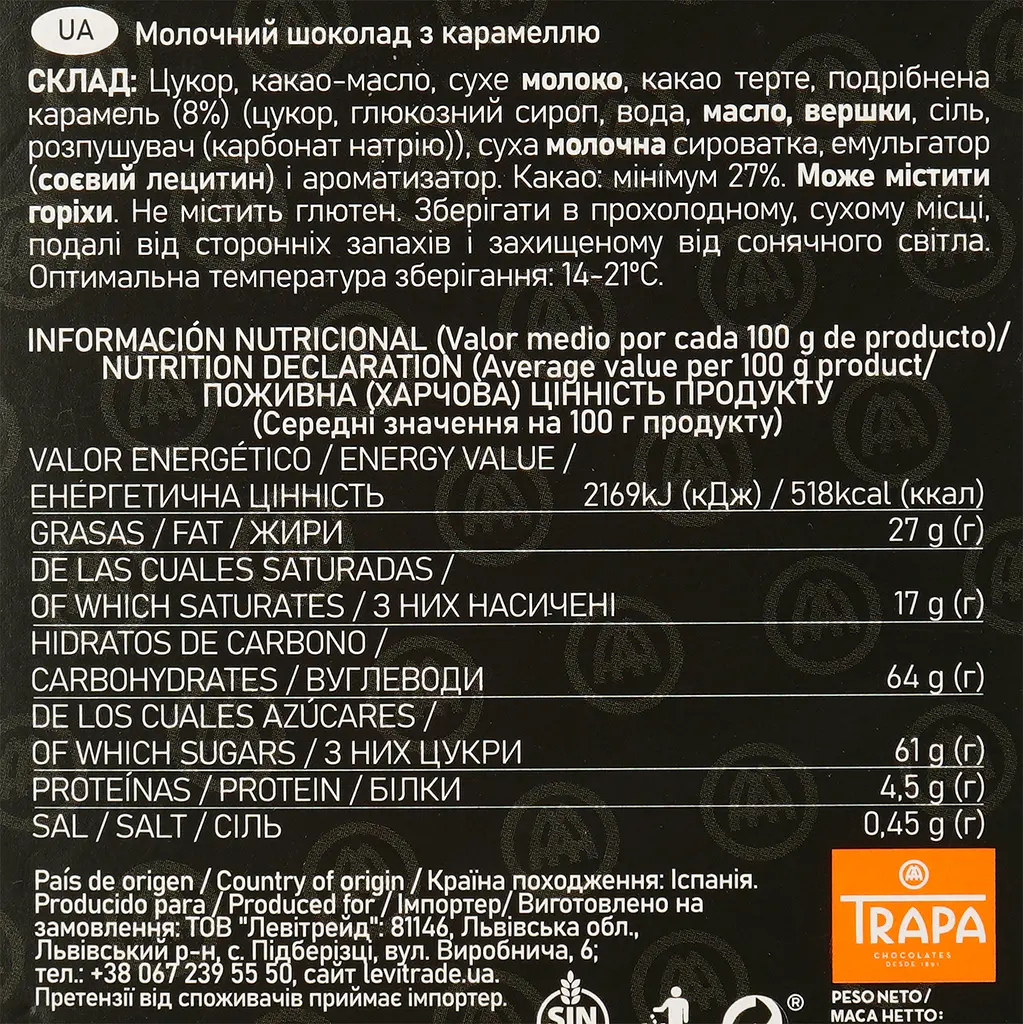 UA Молочний шоколад з карамеллю
СКЛАД: Цукор, какао-масло, сухе молоко, какао терте, подрібнена
карамель (8%) (цукор, глюкозний сироп, вода, масло, вершки, сіль,
розпушувач (карбонат натрію)), суха молочна сироватка, емульгатор
(соєвий лецитин) і ароматизатор. Какао: мінімум 27%. Може містити
горіхи. Не містить глютен. Зберігати в прохолодному, сухому місці,
подалі від сторонніх запахів і захищеному від сонячного світла.
Оптимальна температура зберігання: 14-21°С.
INFORMACIÓN NUTRICIONAL (Valor medio por cada 100 g de producto)/
NUTRITION DECLARATION (Average value per 100 g product/
ПОЖИВНА (ХАРЧОВА) ЦІННІСТЬ ПРОДУКТУ
(Середні значення на 100 г продукту)
VALOR ENERGÉTICO / ENERGY VALUE /
ЕНЕРГЕТИЧНА ЦІННІСТЬ 2169kJ (кДж) / 518kcal (ккал)
GRASAS / FAT / ЖИРИ 27 g (г)
DE LAS CUALES SATURADAS /
OF WHICH SATURATES / З НИХ НАСИЧЕНІ 17 g (г)
HIDRATOS DE CARBONO /
CARBOHYDRATES / ВУГЛЕВОДИ 64 g (г)
DE LOS CUALES AZÚCARES /
OF WHICH SUGARS / З НИХ ЦУКРИ 61 g (г)
PROTEÍNAS / PROTEIN / БІЛКИ 4,5 g (г)
SAL / SALT / СІЛЬ 0,45 g (г)
País de origen / Country of origin / Країна походження: Іспанія.
Producido para / Produced for / Імпортер/ Виготовлено на
замовлення: ТОВ "Левітрейд": 81146, Львівська обл.,
Львівський р-н, с. Підберізці, вул. Виробнича, 6;
тел.: +38 067 239 55 50, сайт levitrade.ua.
Претензії від споживачів приймає імпортер.
TRAPA
CHOCOLATES
DESDE 1891
SIN
®
PESO NETO /
МАСА НЕТТО: